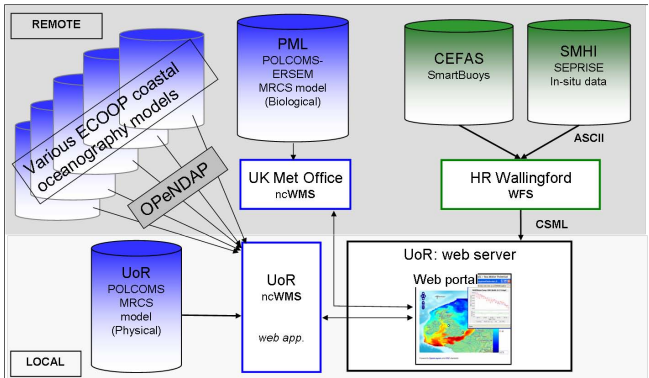 REMOTE
Various ECOOP coastal
oceanography models
OPeNDAP
PML
POLCOMS-
ERSEM
MRCS model
(Biological)
CEFAS
SmartBuoys
SMHI
SEPRISE
In-situ data
ASCII
UK Met Office
ncWMS
HR Wallingford
WFS
CSML
UoR
POLCOMS
MRCS
model
(Physical)
UoR
ncWMS
web app.
UoR: web server
Web portal
LOCAL